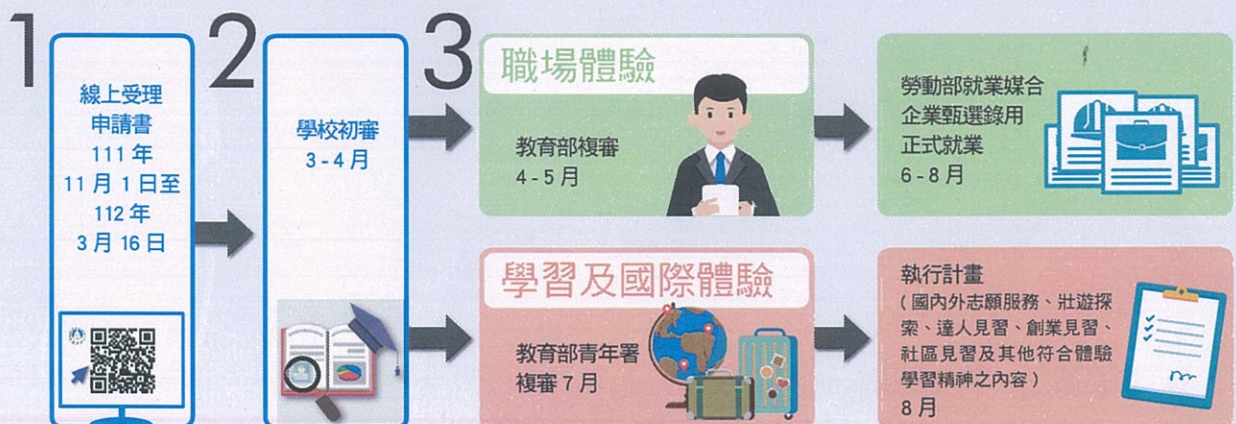 1
線上受理
申請書
111 年
11 月 1 日至
112 年
3 月 16 日
2
學校初審
3 - 4 月
3
職場體驗
教育部複審
4 - 5 月
勞動部就業媒合
企業甄選錄用
正式就業
6 - 8 月
學習及國際體驗
教育部青年署
複審 7 月
執行計畫
( 國內外志願服務、壯遊探
索、達人見習、創業見習、
社區見習及其他符合體驗
學習精神之內容 )
8 月